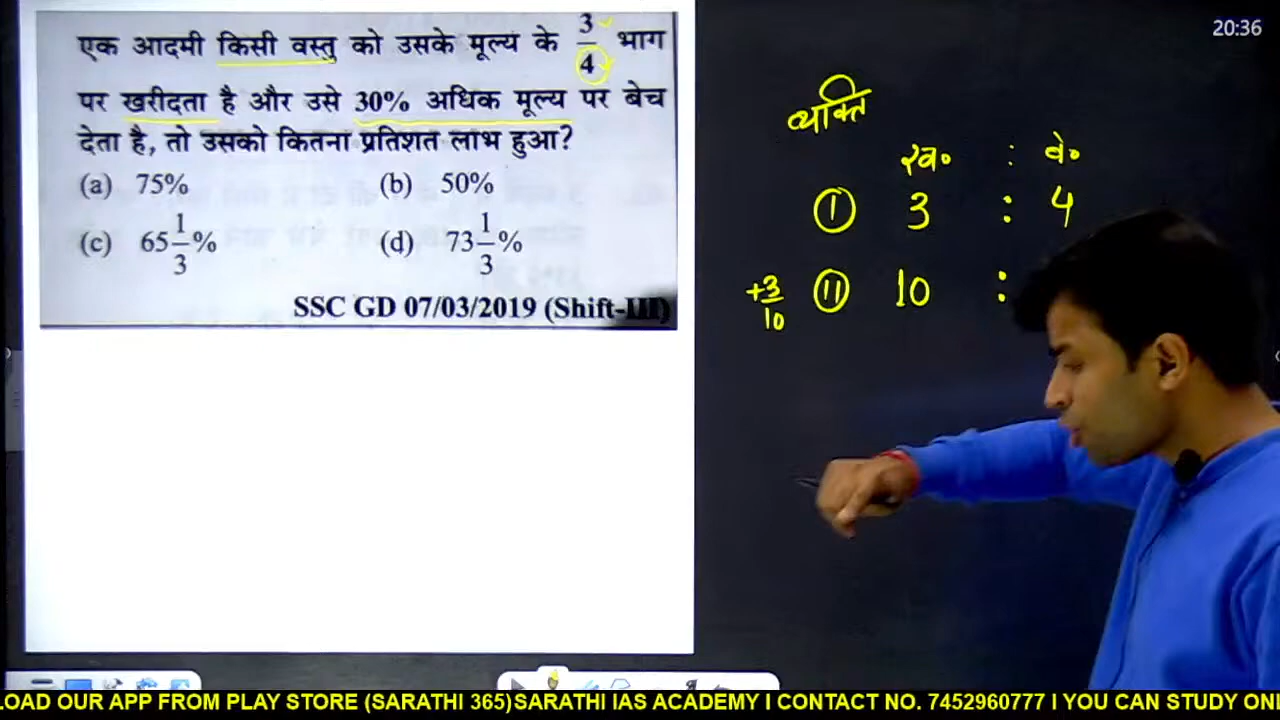 20:36
एक आदमी किसी वस्तु को उसके मूल्य के 3/4 भाग
पर खरीदता है और उसे 30% अधिक मूल्य पर बेच
देता है, तो उसको कितना प्रतिशत लाभ हुआ?
(a) 75% (b) 50%
(c) 65 1/3% (d) 73 1/3%
SSC GD 07/03/2019 (Shift-III)
व्यक्ति
ख० : बे०
① 3 : 4
+3/10 ⑪ 10 :
LOAD OUR APP FROM PLAY STORE (SARATHI 365)SARATHI IAS ACADEMY I CONTACT NO. 7452960777 I YOU CAN STUDY ONL